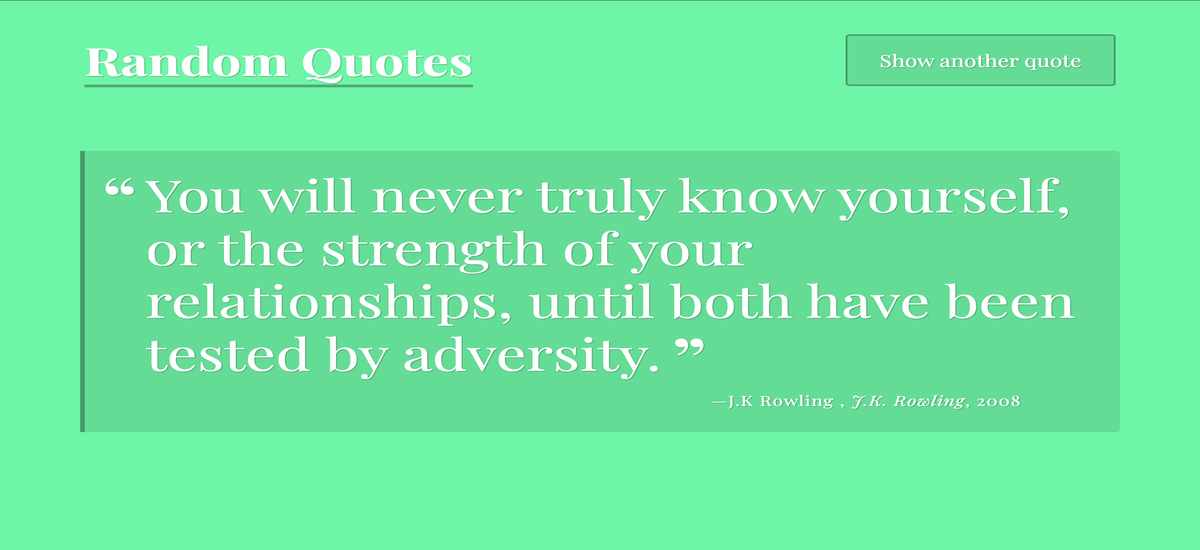 Random Quotes
Show another quote
“ You will never truly know yourself,
or the strength of your
relationships, until both have been
tested by adversity. ”
—J.K Rowling , J.K. Rowling, 2008